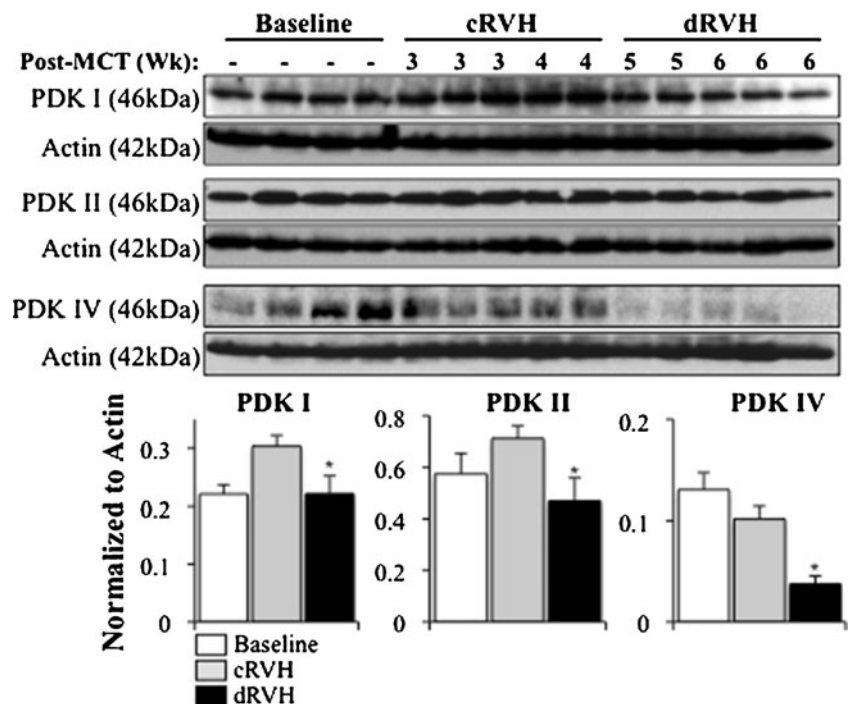 Baseline cRVH dRVH
Post-MCT (Wk): - - - - 3 3 3 4 4 5 5 6 6 6
PDK I (46kDa)
Actin (42kDa)
PDK II (46kDa)
Actin (42kDa)
PDK IV (46kDa)
Actin (42kDa)
PDK I PDK II PDK IV
Normalized to Actin
0.3
0.2
0.1
0
*
0.8
0.6
0.4
0.2
0
*
0.2
0.1
0
*
Baseline
cRVH
dRVH